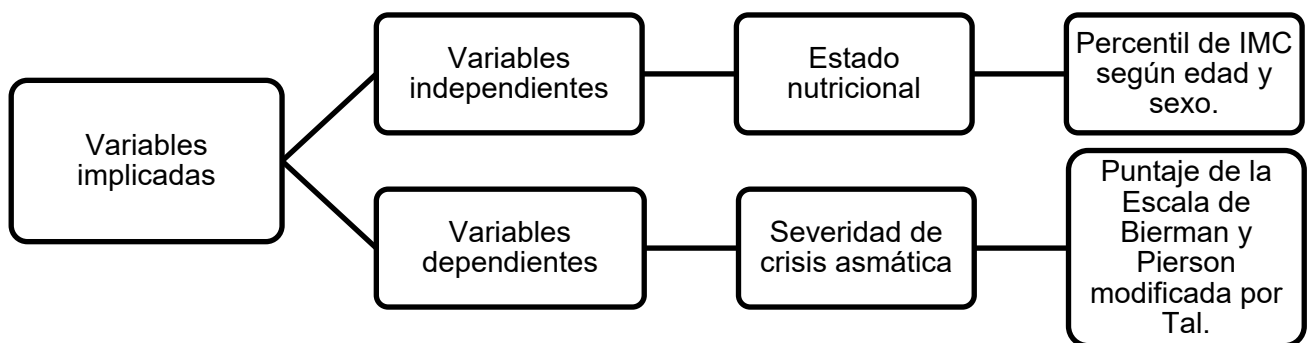 Variables
implicadas
Variables
independientes
Estado
nutricional
Percentil de IMC
según edad y
sexo.
Variables
dependientes
Severidad de
crisis asmática
Puntaje de la
Escala de
Bierman y
Pierson
modificada por
Tal.